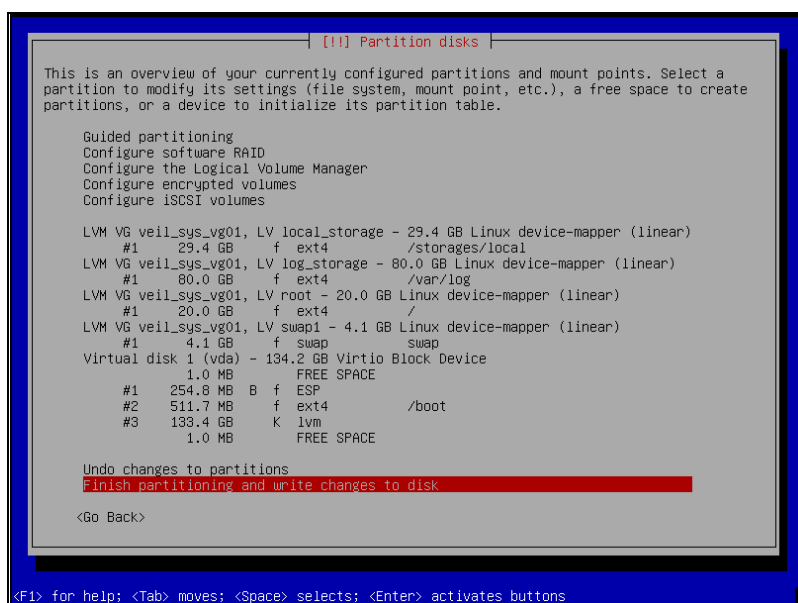 [!!] Partition disks
This is an overview of your currently configured partitions and mount points. Select a
partition to modify its settings (file system, mount point, etc.), a free space to create
partitions, or a device to initialize its partition table.
Guided partitioning
Configure software RAID
Configure the Logical Volume Manager
Configure encrypted volumes
Configure iSCSI volumes
LVM VG veil_sys_vg01, LV local_storage - 29.4 GB Linux device-mapper (linear)
#1 29.4 GB f ext4 /storages/local
LVM VG veil_sys_vg01, LV log_storage - 80.0 GB Linux device-mapper (linear)
#1 80.0 GB f ext4 /var/log
LVM VG veil_sys_vg01, LV root - 20.0 GB Linux device-mapper (linear)
#1 20.0 GB f ext4 /
LVM VG veil_sys_vg01, LV swap1 - 4.1 GB Linux device-mapper (linear)
#1 4.1 GB f swap swap
Virtual disk 1 (vda) - 134.2 GB Virtio Block Device
1.0 MB FREE SPACE
#1 254.8 MB B f ESP
#2 511.7 MB f ext4 /boot
#3 133.4 GB K lvm
1.0 MB FREE SPACE
Undo changes to partitions
Finish partitioning and write changes to disk
<Go Back>
<F1> for help; <Tab> moves; <Space> selects; <Enter> activates buttons